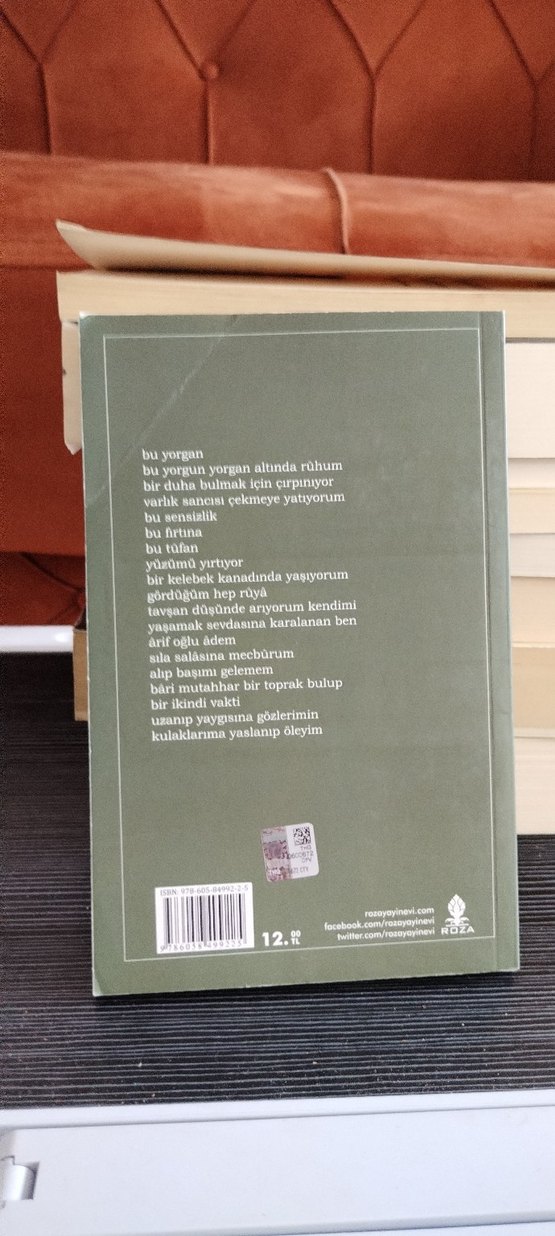 bu yorgan
bu yorgun yorgan altında rûhum
bir duha bulmak için çırpınıyor
varlık sancısı çekmeye yatıyorum
bu sensizlik
bu fırtına
bu tûfan
yüzümü yırtıyor
bir kelebek kanadında yaşıyorum
gördüğüm hep rûyâ
tavşan düşünde arıyorum kendimi
yaşamak sevdasına karalanan ben
ârif oğlu âdem
sıla salâsına mecbûrum
alıp başımı gelemem
bâri mutahhar bir toprak bulup
bir ikindi vakti
uzanıp yaygısına gözlerimin
kulaklarıma yaslanıp öleyim
ISBN: 978-605-84992-2-5
9786058499225
12.00 TL
rozayayinevi.com
facebook.com/rozayayinevi
twitter.com/rozayayinevi
ROZA